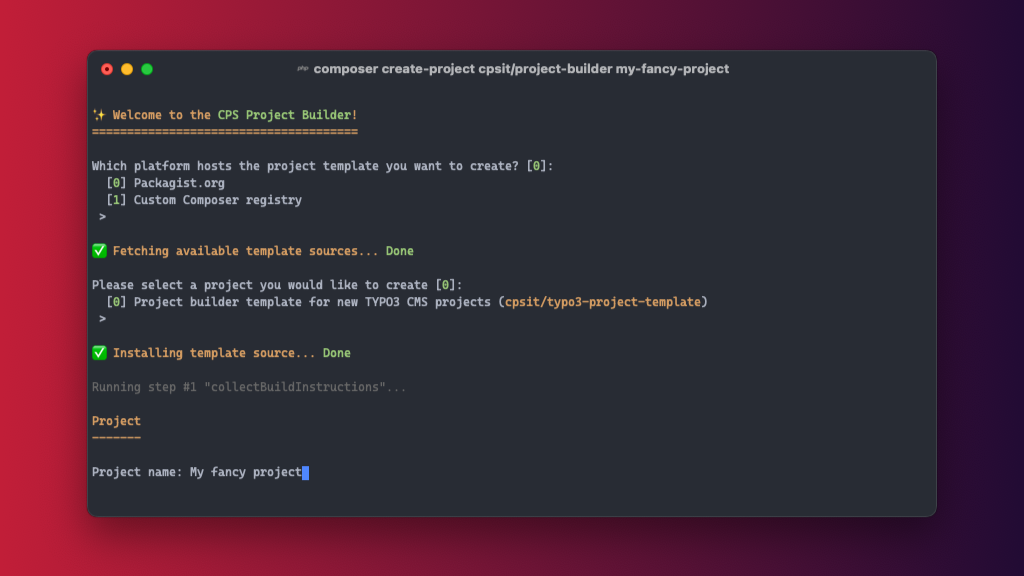 php composer create-project cpsit/project-builder my-fancy-project
✨ Welcome to the CPS Project Builder!
======================================
Which platform hosts the project template you want to create? [0]:
[0] Packagist.org
[1] Custom Composer registry
>
✅ Fetching available template sources... Done
Please select a project you would like to create [0]:
[0] Project builder template for new TYPO3 CMS projects (cpsit/typo3-project-template)
>
✅ Installing template source... Done
Running step #1 "collectBuildInstructions"...
Project
-------
Project name: My fancy project